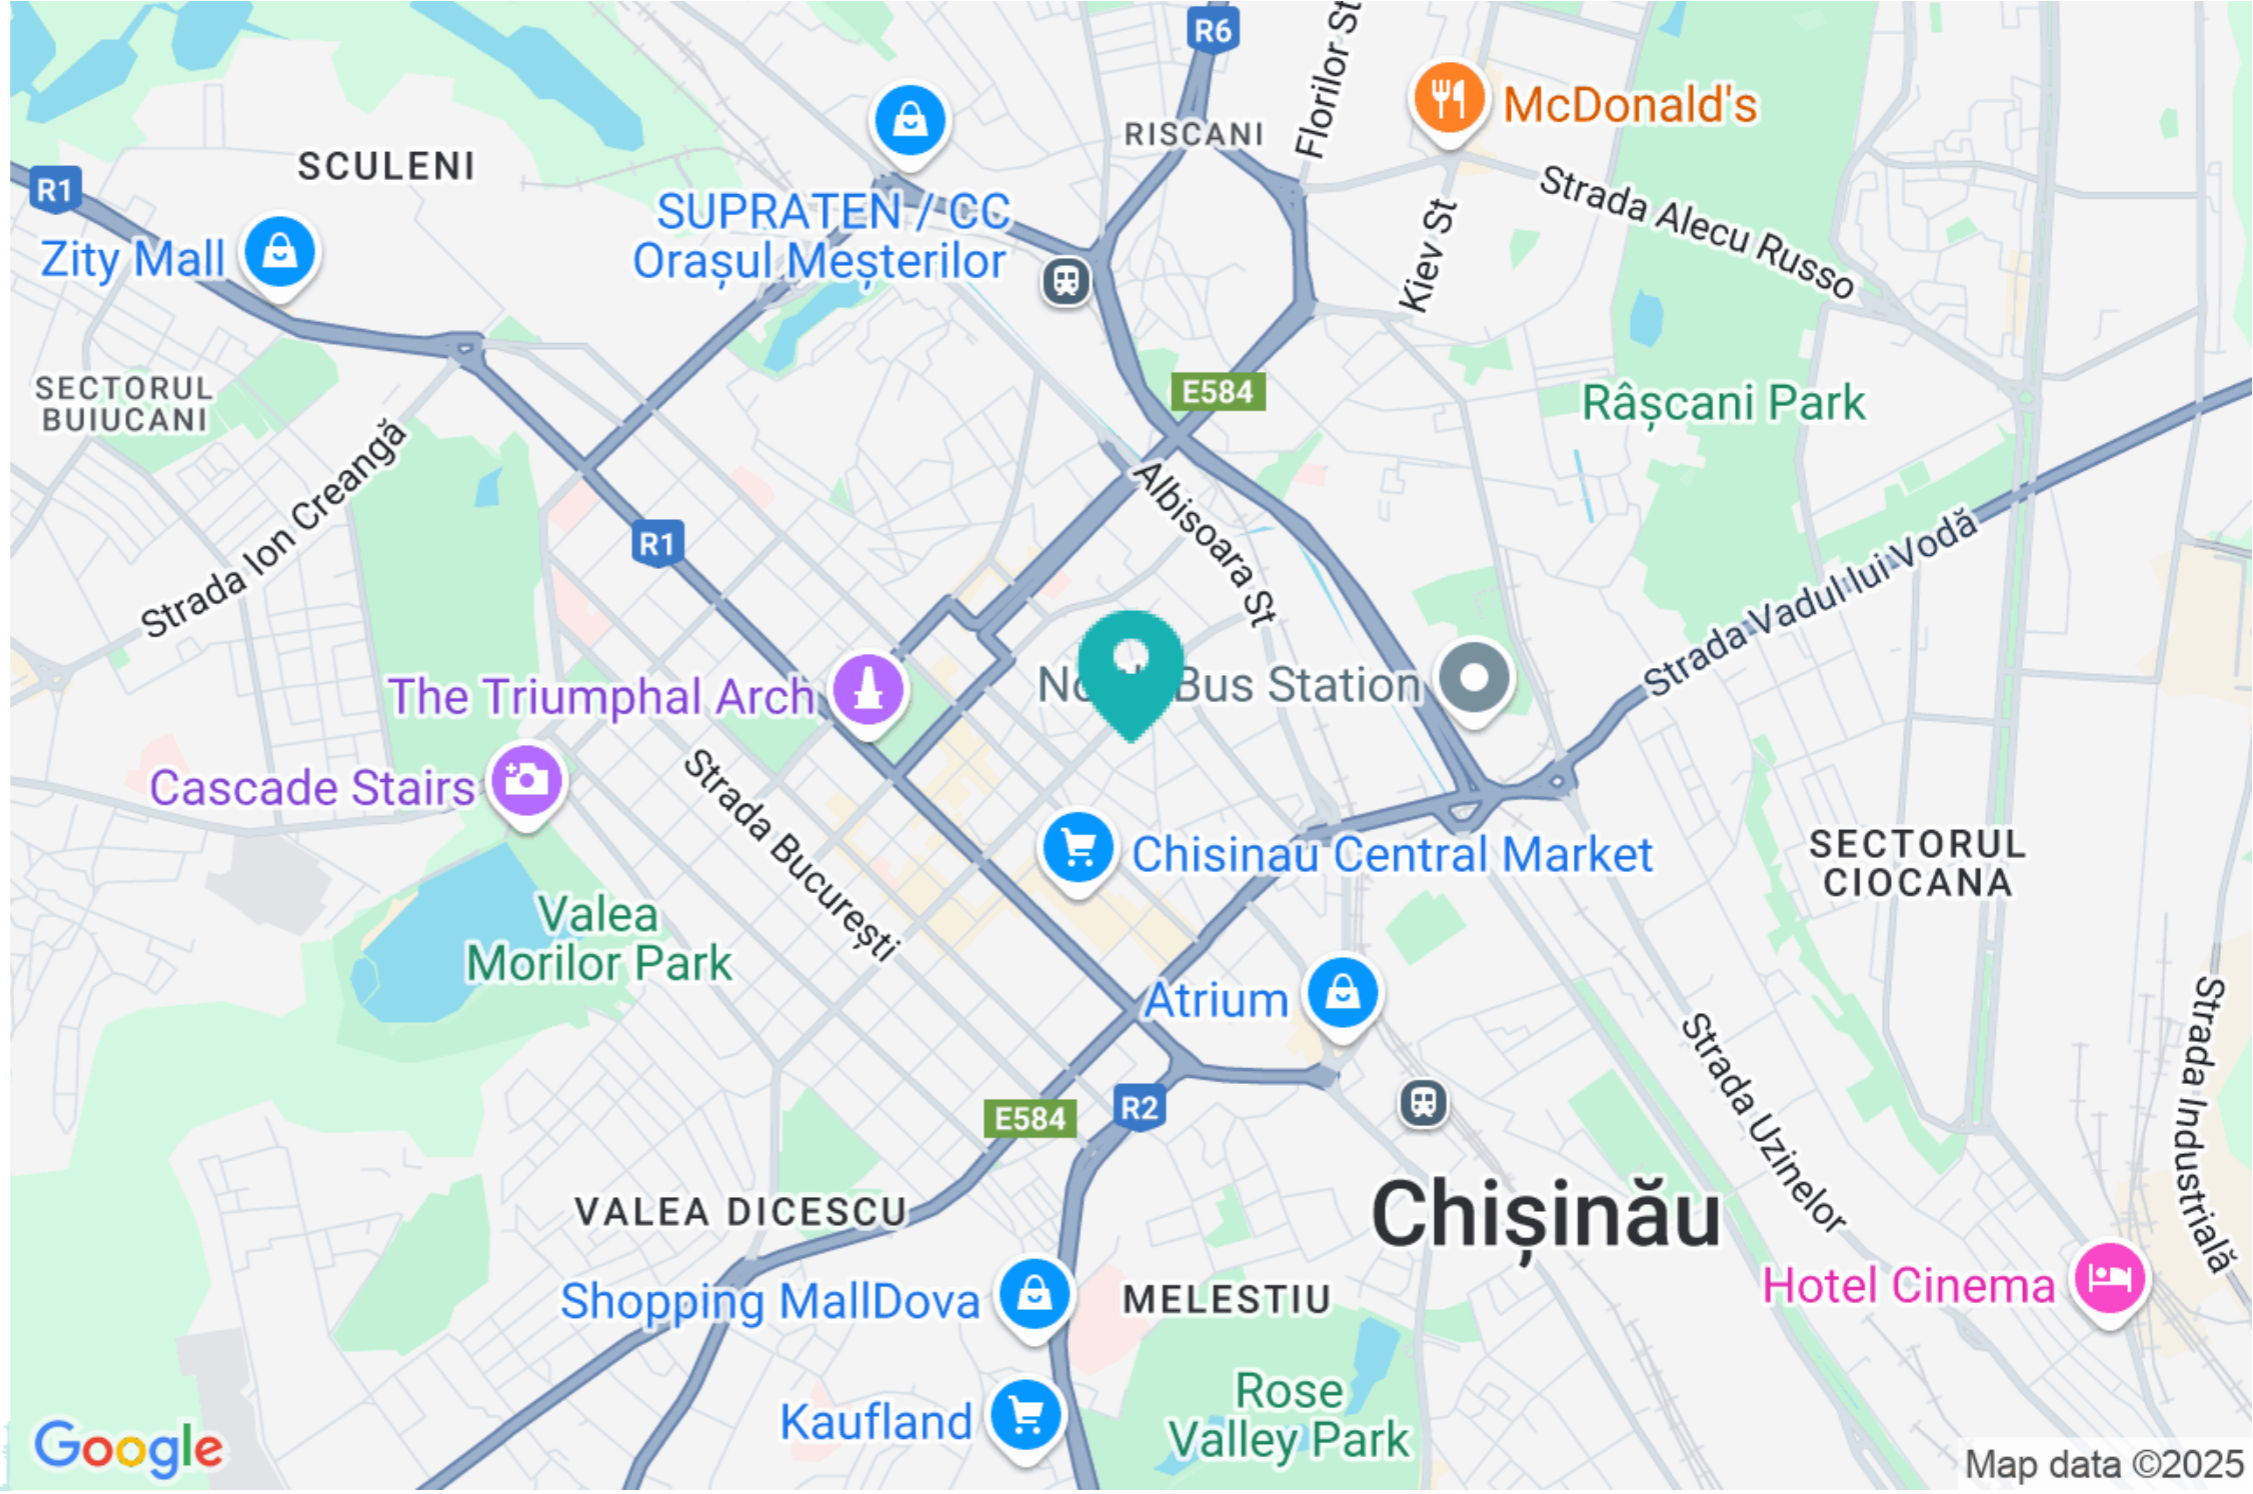 R6
Florilor St
McDonald's
RISCANI
SCULENI
R1
Strada Alecu Russo
SUPRATEN / CC
Orașul Meșterilor
Zity Mall
Kiev St
E584
SECTORUL
BUIUCANI
Râșcani Park
Strada Ion Creangă
R1
Albisoara St
Strada Vadul lui Vodă
Bus Station
The Triumphal Arch
Cascade Stairs
Strada București
Chisinau Central Market
SECTORUL
CIOCANA
Valea
Morilor Park
Atrium
Strada Uzinelor
Strada Industrială
E584
R2
VALEA DICESCU
Chișinău
Shopping MallDova
MELESTIU
Hotel Cinema
Rose
Valley Park
Kaufland
Google
Map data ©2025